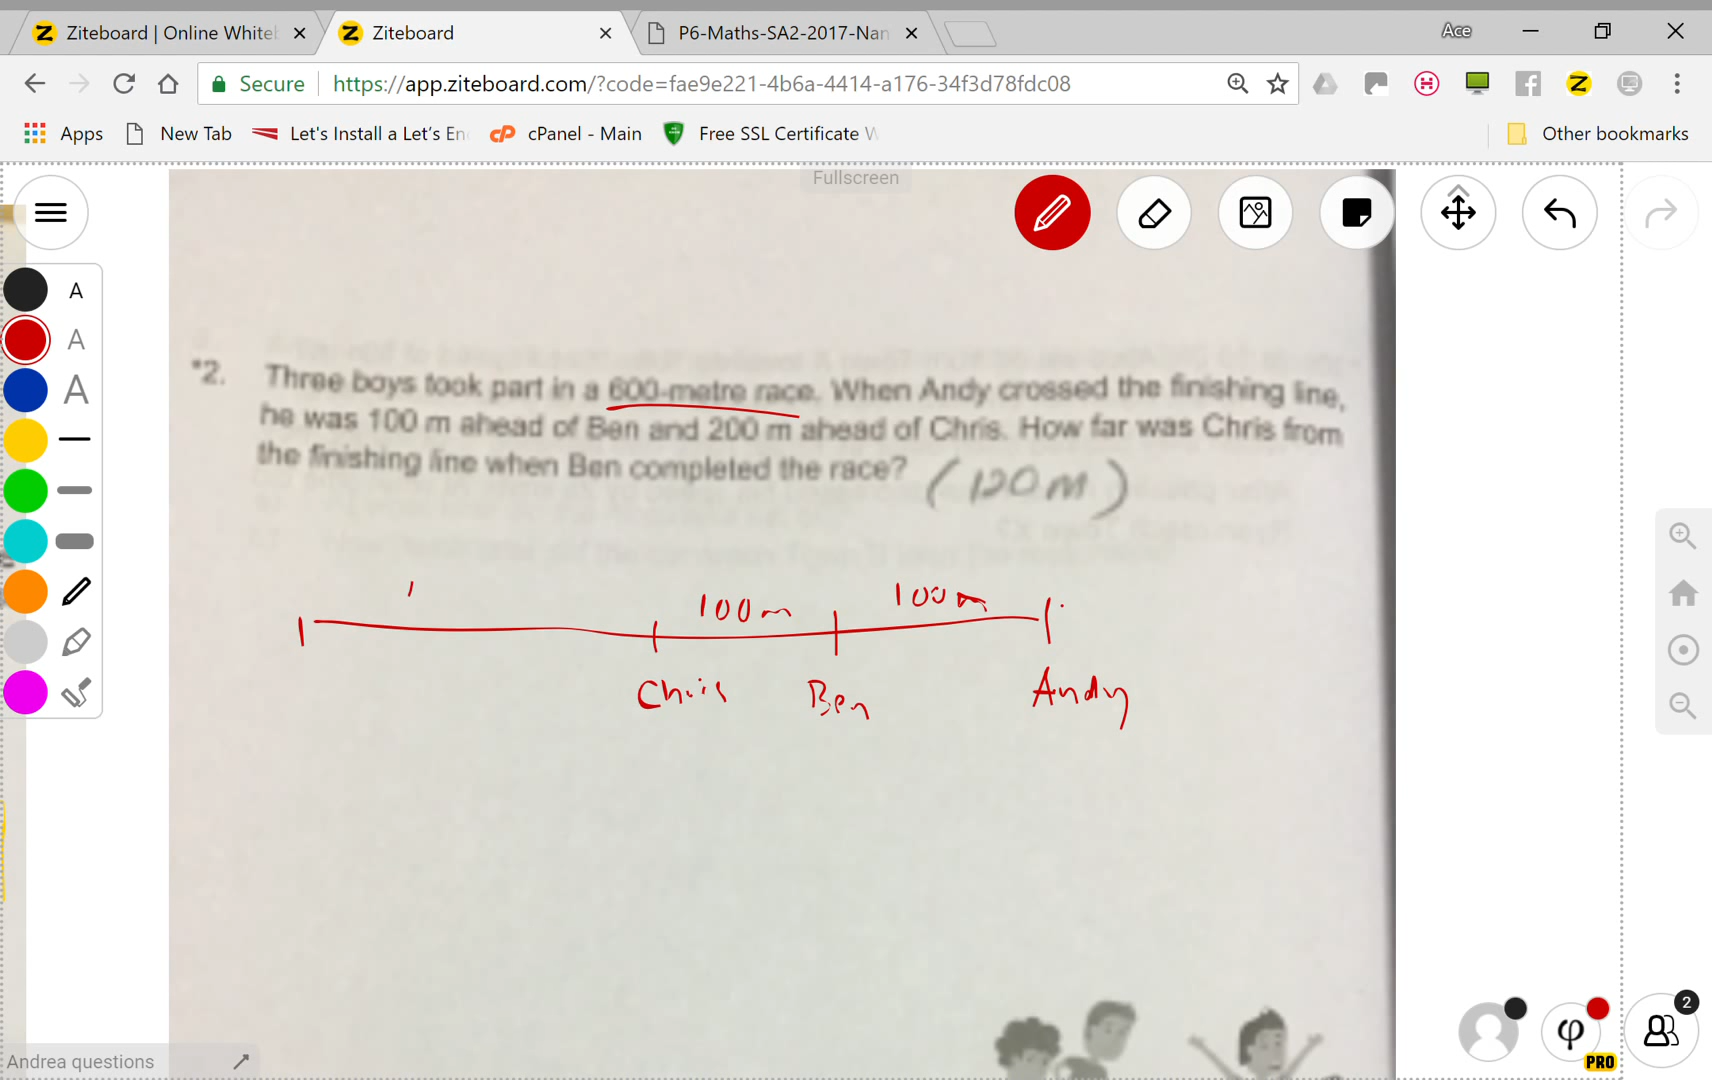 Ziteboard | Online White
Ziteboard
P6-Maths-SA2-2017-Nan
Ace
Secure
https://app.ziteboard.com/?code=fae9e221-4b6a-4414-a176-34f3d78fdc08
Apps
New Tab
Let's Install a Let's En
cPanel - Main
Free SSL Certificate W
Other bookmarks
Fullscreen
A
A
A
*2. Three boys took part in a 600-metre race. When Andy crossed the finishing line,
he was 100 m ahead of Ben and 200 m ahead of Chris. How far was Chris from
the finishing line when Ben completed the race? (120m)
100m 100m
Chris Ben Andy
2
PRO
Andrea questions